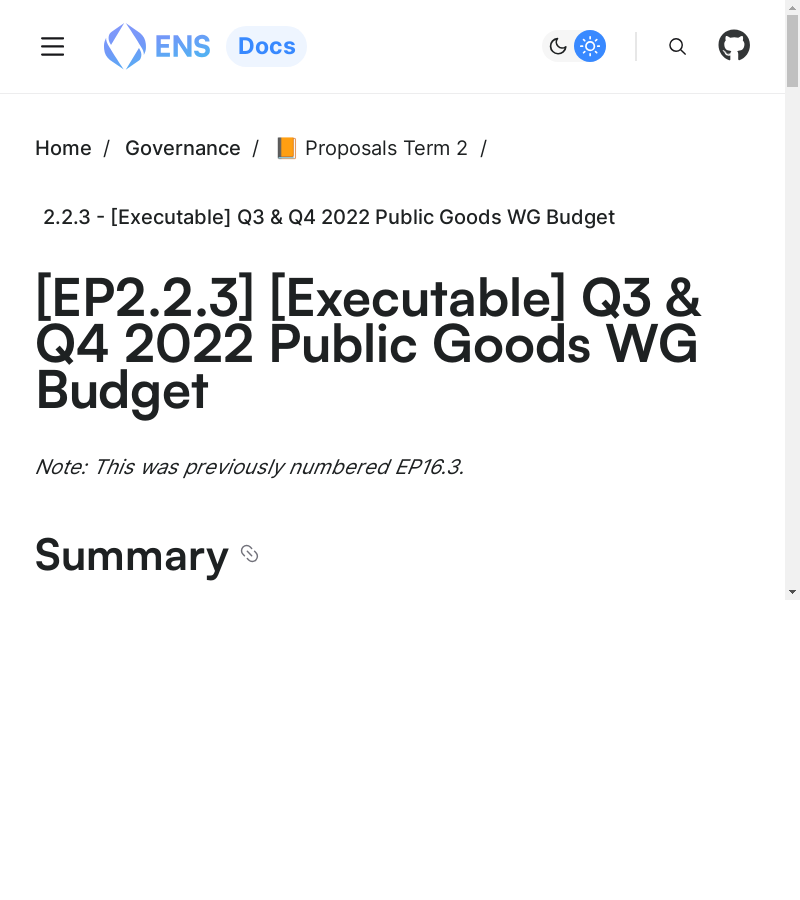 ENS Docs
Home / Governance / 📙 Proposals Term 2 /
2.2.3 - [Executable] Q3 & Q4 2022 Public Goods WG Budget
[EP2.2.3] [Executable] Q3 &
Q4 2022 Public Goods WG
Budget
Note: This was previously numbered EP16.3.
Summary